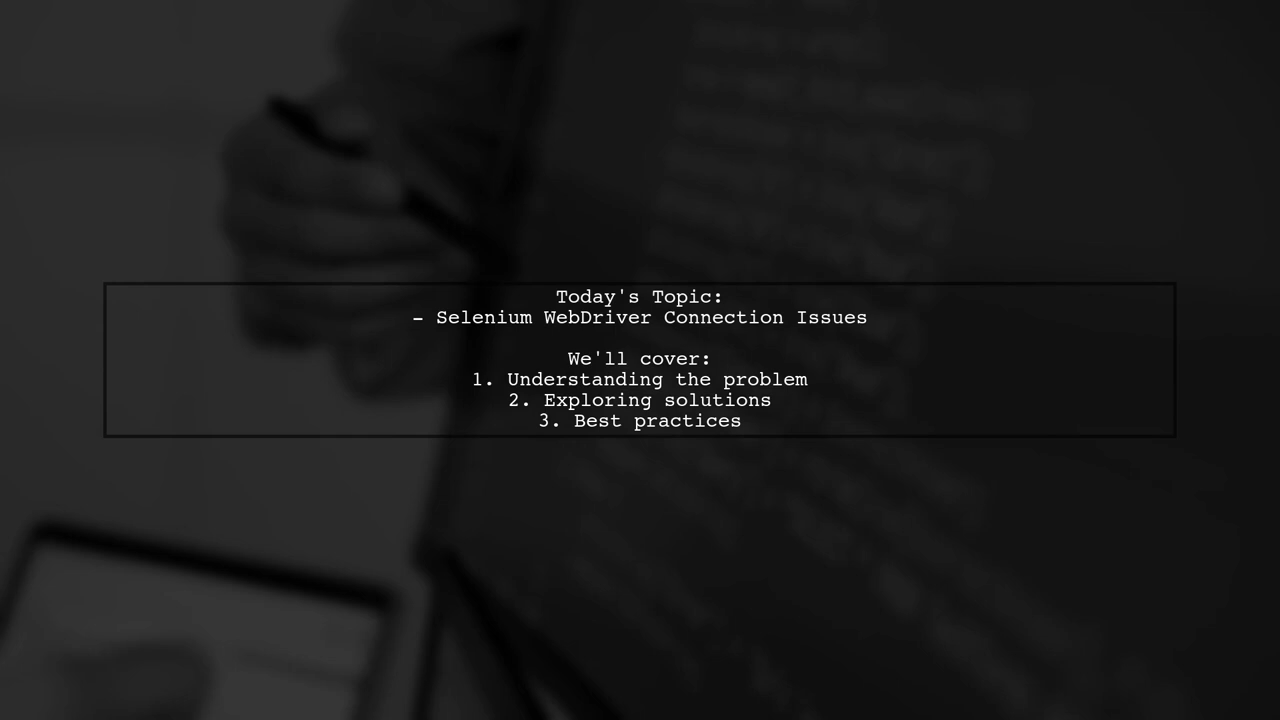 Today's Topic:
- Selenium WebDriver Connection Issues
We'll cover:
1. Understanding the problem
2. Exploring solutions
3. Best practices